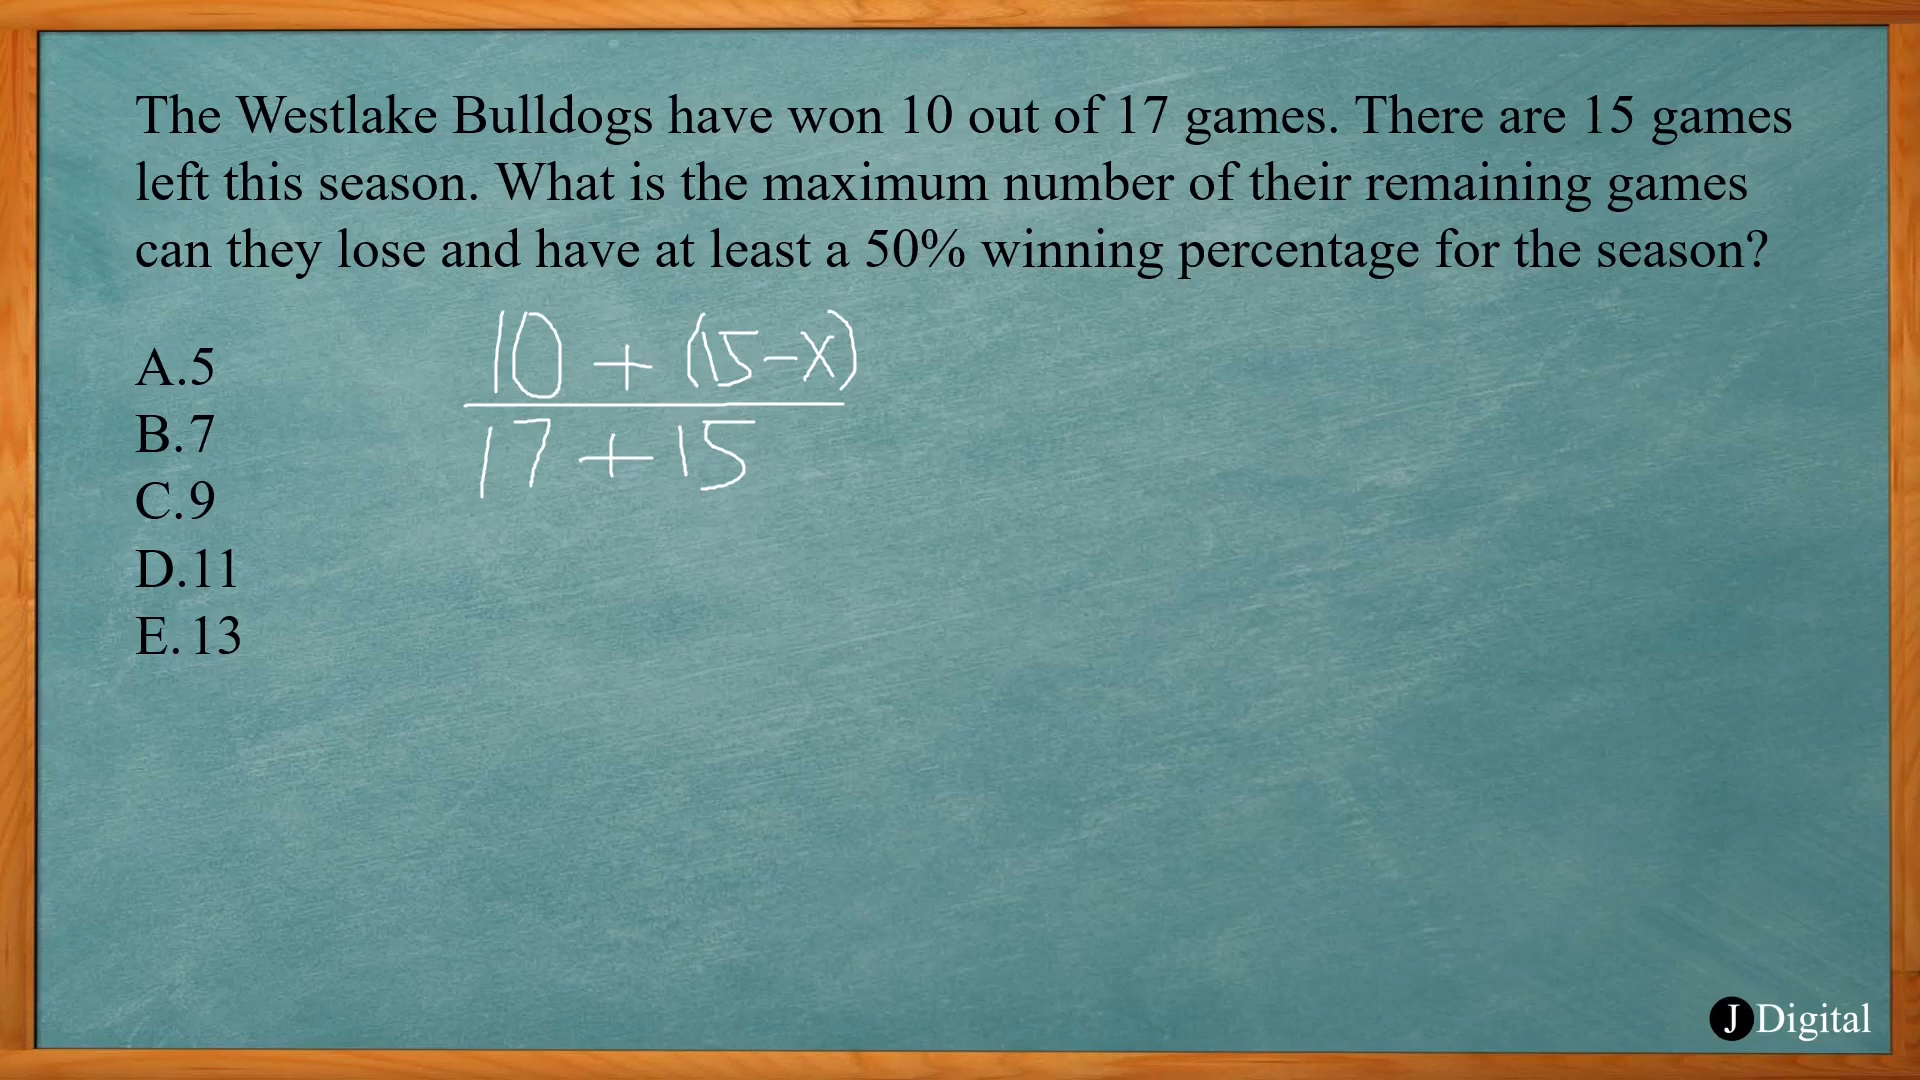 The Westlake Bulldogs have won 10 out of 17 games. There are 15 games
left this season. What is the maximum number of their remaining games
can they lose and have at least a 50% winning percentage for the season?
A.5
B.7
C.9
D.11
E.13
10 + (15-x)
17 + 15
J Digital